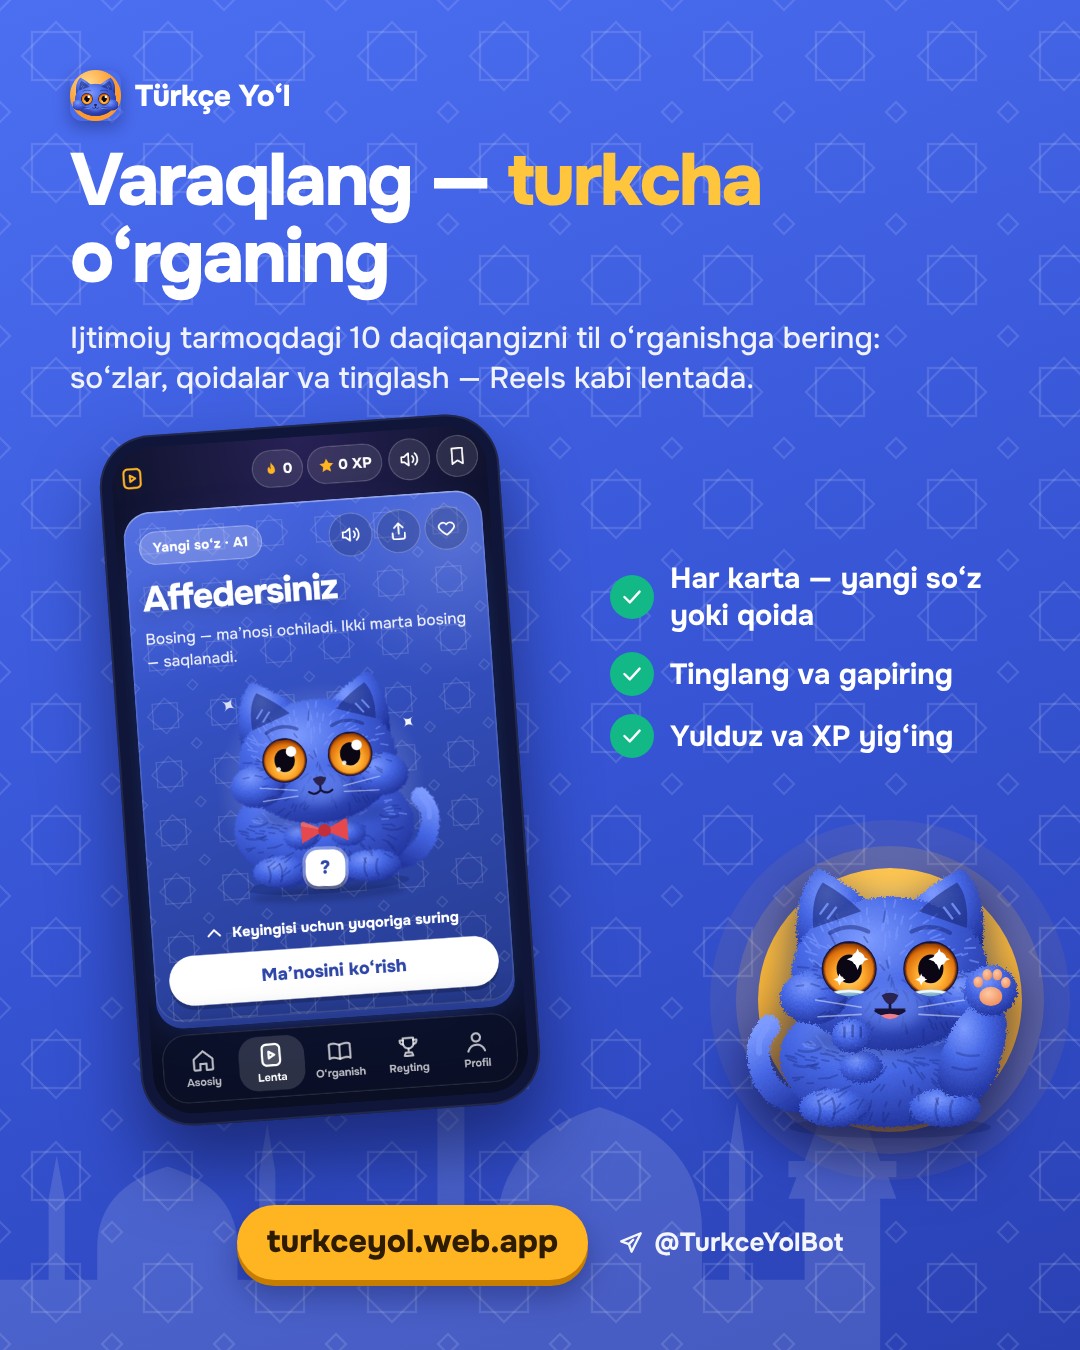 Türkçe Yo‘l
Varaqlang — turkcha
o‘rganing
Ijtimoiy tarmoqdagi 10 daqiqangizni til o‘rganishga bering:
so‘zlar, qoidalar va tinglash — Reels kabi lentada.
0
0 XP
Yangi so‘z · A1
Affedersiniz
Bosing — ma’nosi ochiladi. Ikki marta bosing
— saqlanadi.
?
Keyingisi uchun yuqoriga suring
Ma’nosini ko‘rish
Asosiy
Lenta
O‘rganish
Reyting
Profil
Har karta — yangi so‘z
yoki qoida
Tinglang va gapiring
Yulduz va XP yig‘ing
turkceyol.web.app
@TurkceYolBot